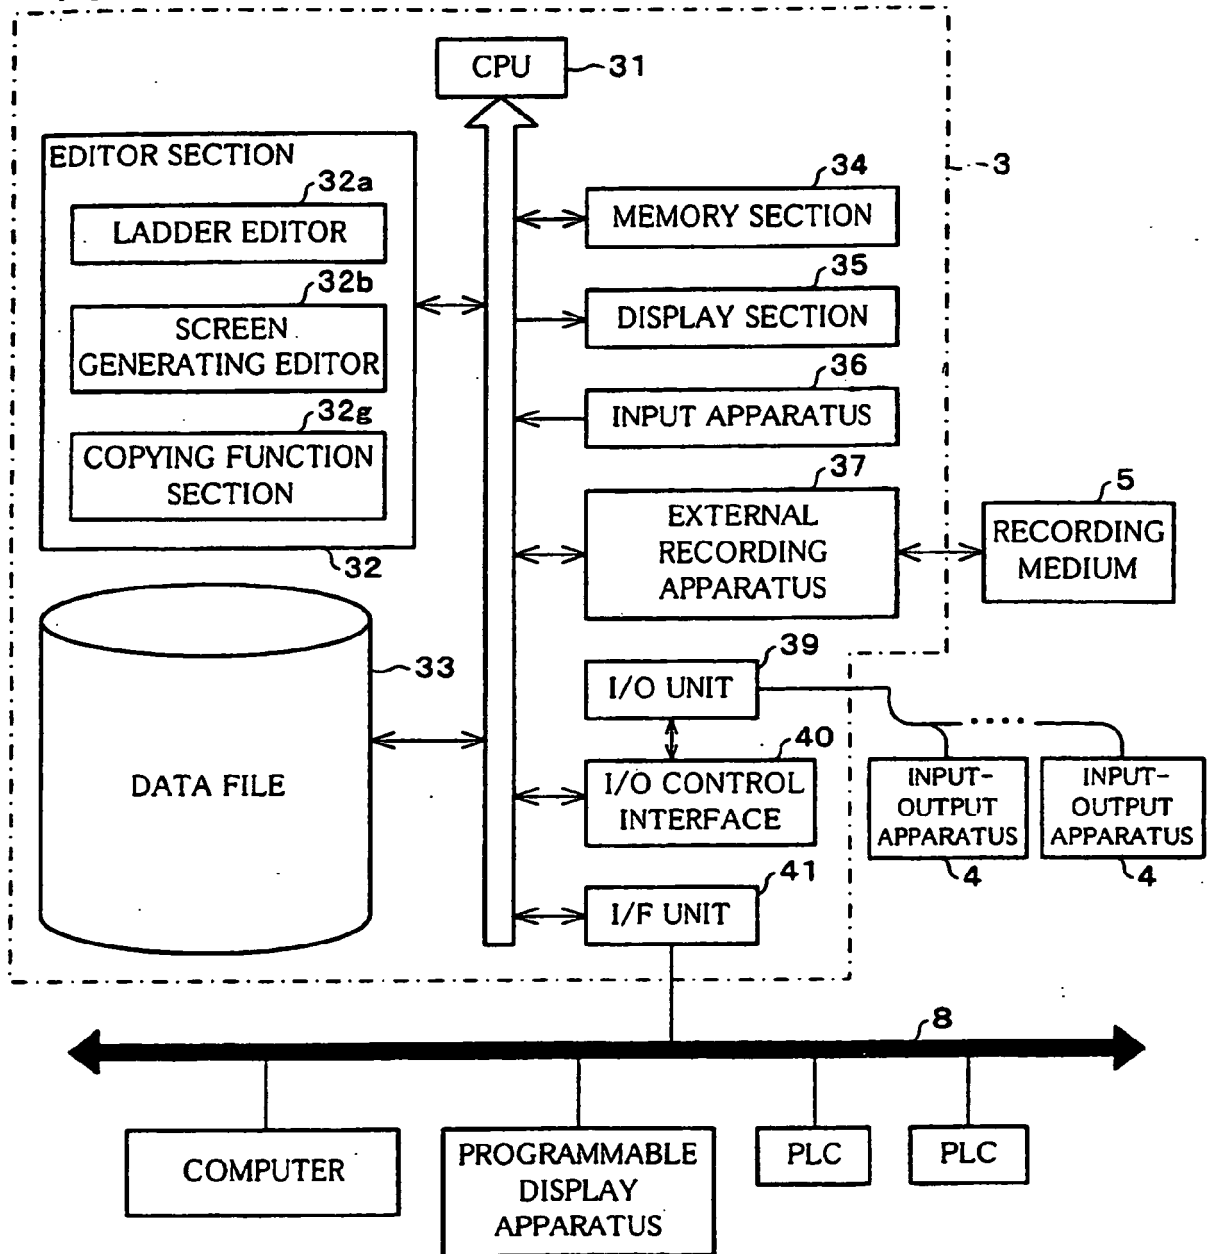 CPU
31
EDITOR SECTION
32a
LADDER EDITOR
32b
SCREEN
GENERATING EDITOR
32g
COPYING FUNCTION
SECTION
32
33
DATA FILE
3
34
MEMORY SECTION
35
DISPLAY SECTION
36
INPUT APPARATUS
37
EXTERNAL
RECORDING
APPARATUS
5
RECORDING
MEDIUM
39
I/O UNIT
40
I/O CONTROL
INTERFACE
INPUT-
OUTPUT
APPARATUS
4
INPUT-
OUTPUT
APPARATUS
4
41
I/F UNIT
8
COMPUTER
PROGRAMMABLE
DISPLAY
APPARATUS
PLC
PLC